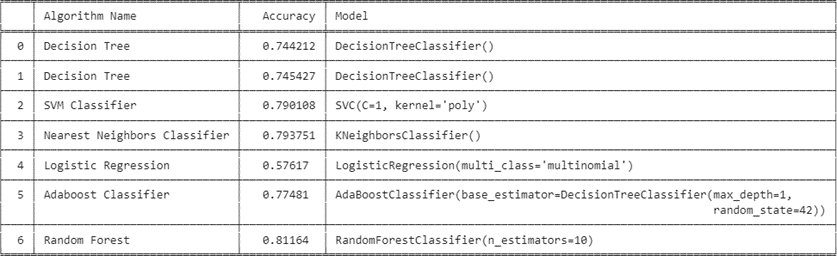 Algorithm Name Accuracy Model
0 Decision Tree 0.744212 DecisionTreeClassifier()
1 Decision Tree 0.745427 DecisionTreeClassifier()
2 SVM Classifier 0.790108 SVC(C=1, kernel='poly')
3 Nearest Neighbors Classifier 0.793751 KNeighborsClassifier()
4 Logistic Regression 0.57617 LogisticRegression(multi_class='multinomial')
5 Adaboost Classifier 0.77481 AdaBoostClassifier(base_estimator=DecisionTreeClassifier(max_depth=1,
random_state=42))
6 Random Forest 0.81164 RandomForestClassifier(n_estimators=10)